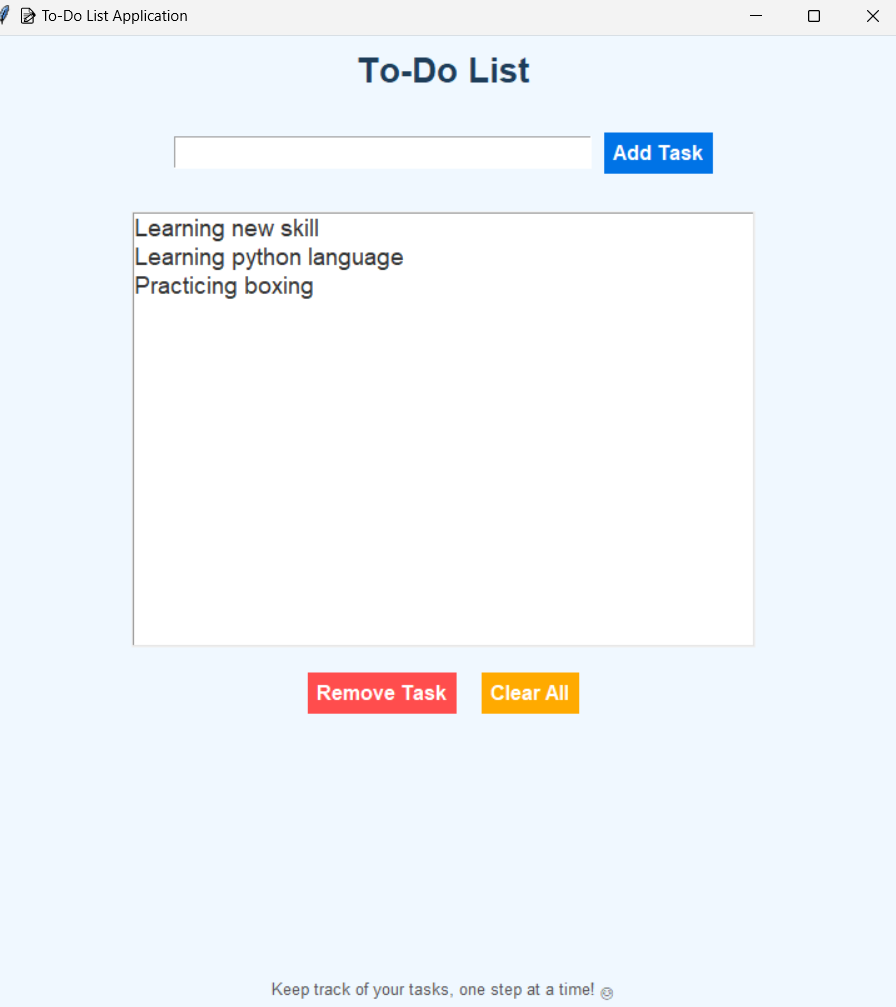 📝 To-Do List Application
To-Do List
Add Task
Learning new skill
Learning python language
Practicing boxing
Remove Task Clear All
Keep track of your tasks, one step at a time! 😊